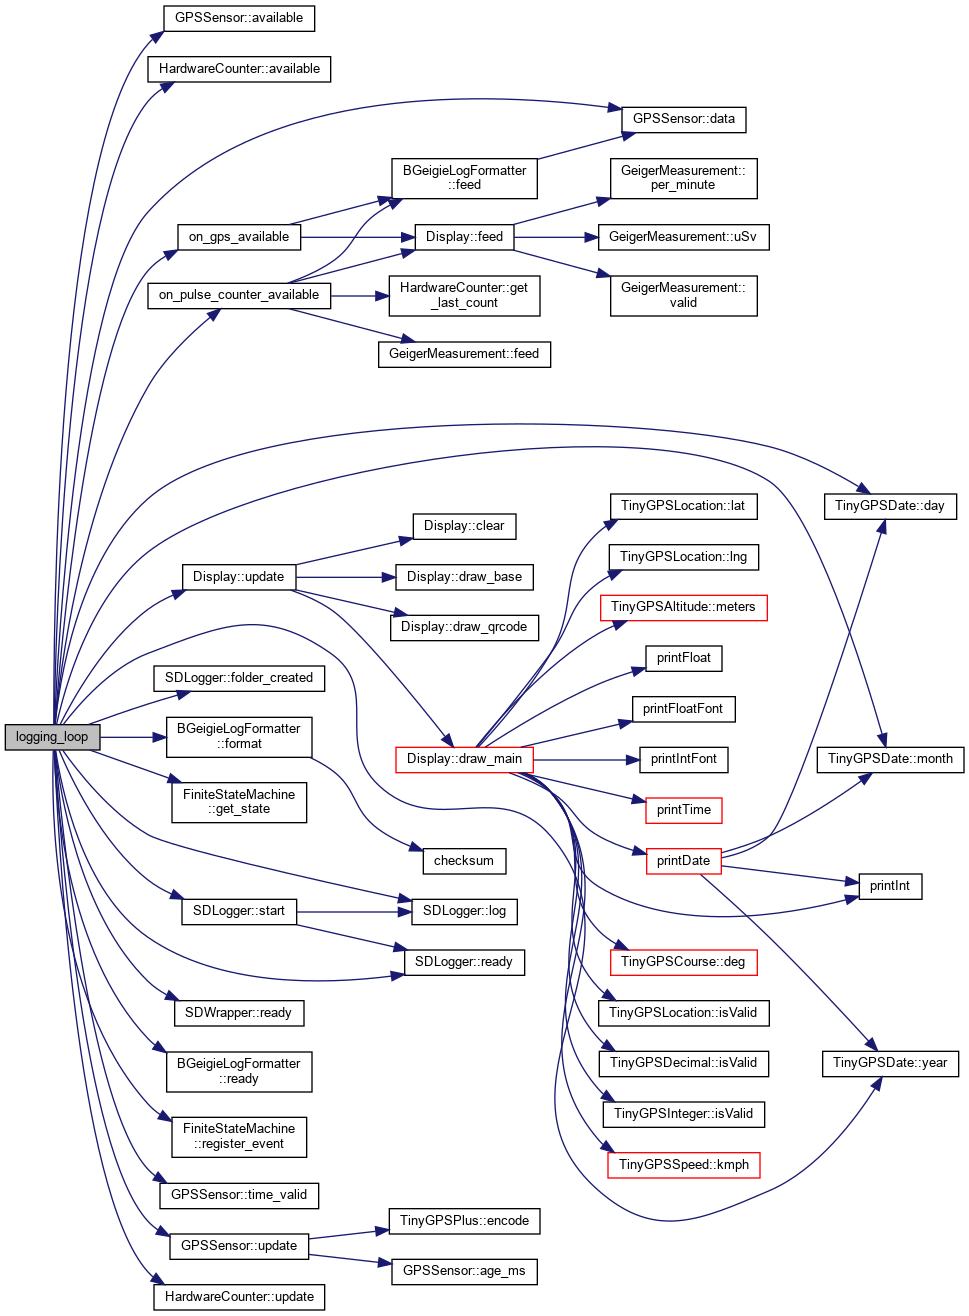 GPSSensor::available
HardwareCounter::available
GPSSensor::data
BGeigieLogFormatter
::feed
GeigerMeasurement::
per_minute
on_gps_available
Display::feed
GeigerMeasurement::uSv
on_pulse_counter_available
HardwareCounter::get
_last_count
GeigerMeasurement::
valid
GeigerMeasurement::feed
TinyGPSLocation::lat
TinyGPSDate::day
Display::clear
TinyGPSLocation::lng
Display::update
Display::draw_base
TinyGPSAltitude::meters
Display::draw_qrcode
printFloat
SDLogger::folder_created
printFloatFont
logging_loop
BGeigieLogFormatter
::format
Display::draw_main
printIntFont
TinyGPSDate::month
FiniteStateMachine
::get_state
printTime
checksum
printDate
printInt
SDLogger::start
SDLogger::log
SDLogger::ready
TinyGPSCourse::deg
SDWrapper::ready
TinyGPSLocation::isValid
BGeigieLogFormatter
::ready
TinyGPSDecimal::isValid
TinyGPSDate::year
FiniteStateMachine
::register_event
TinyGPSInteger::isValid
TinyGPSSpeed::kmph
GPSSensor::time_valid
TinyGPSPlus::encode
GPSSensor::update
GPSSensor::age_ms
HardwareCounter::update